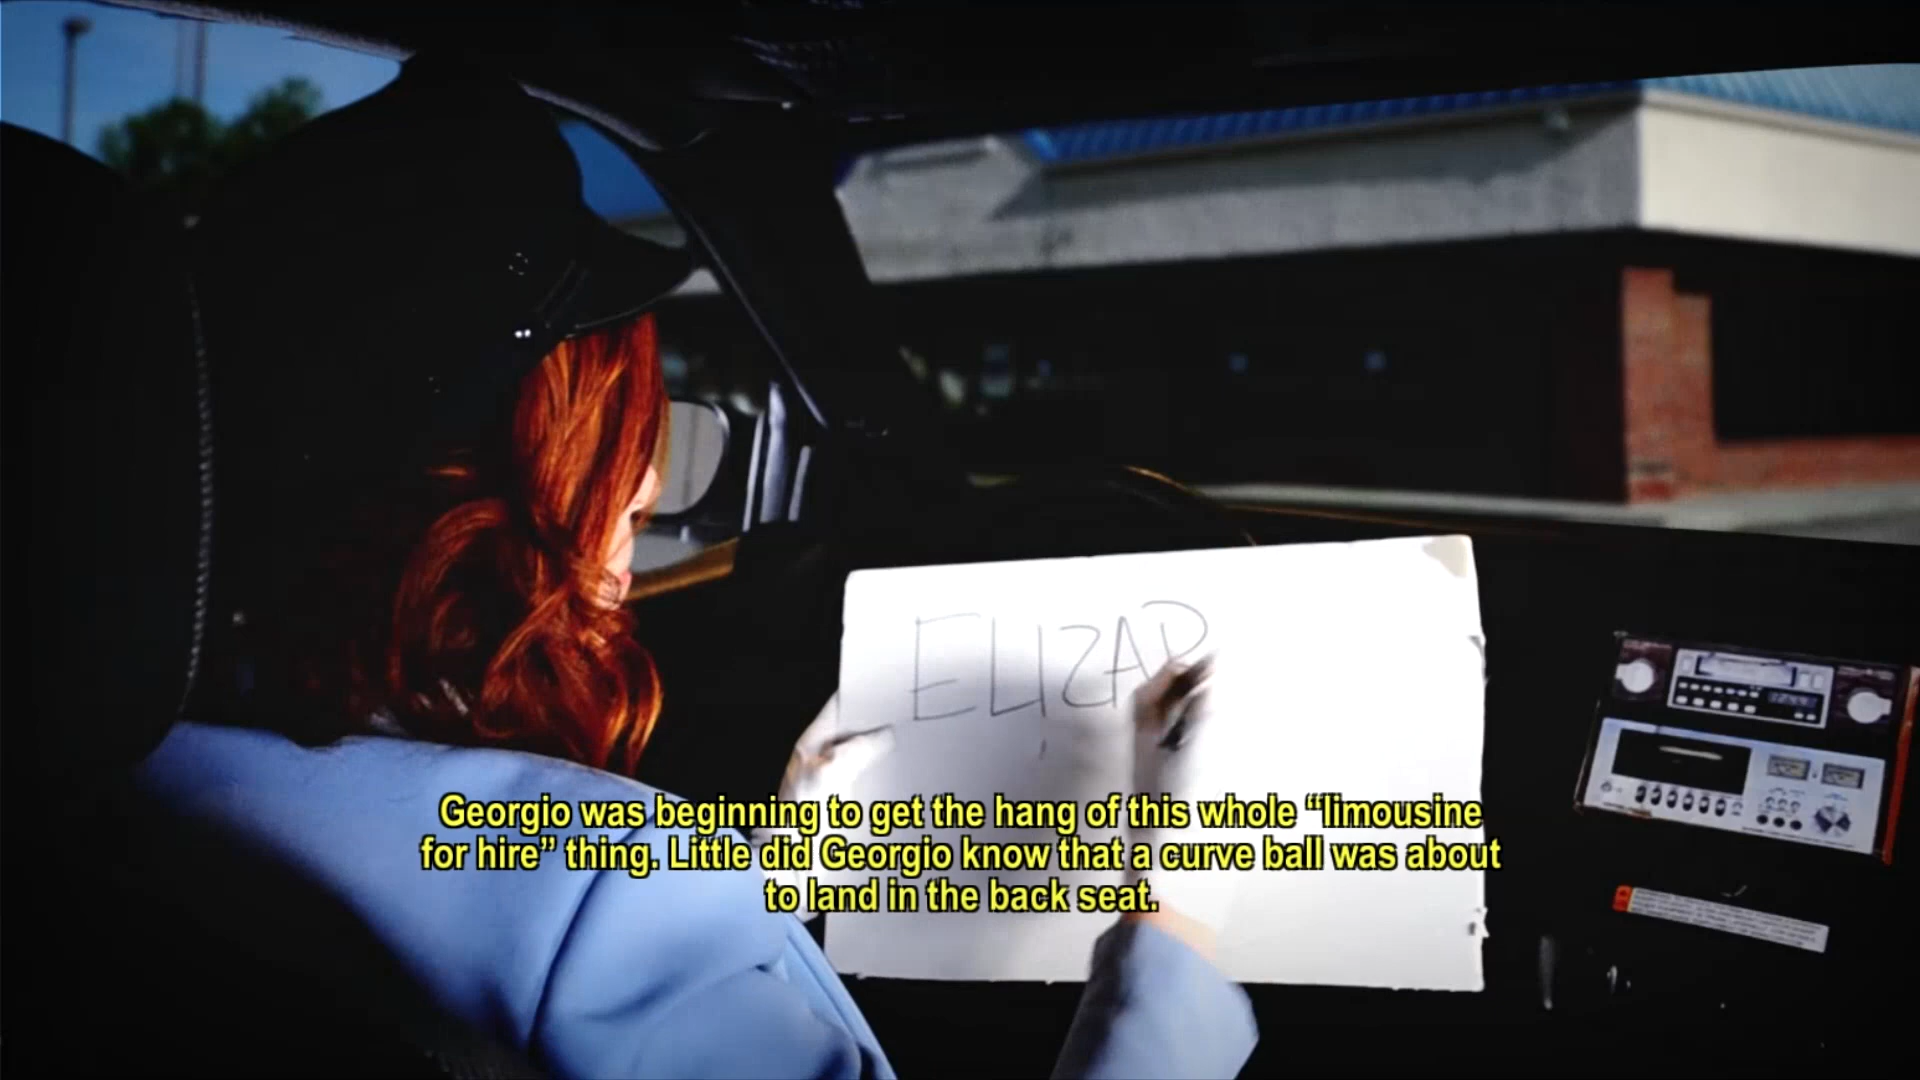 ELIZAB
Georgio was beginning to get the hang of this whole “limousine
for hire” thing. Little did Georgio know that a curve ball was about
to land in the back seat.